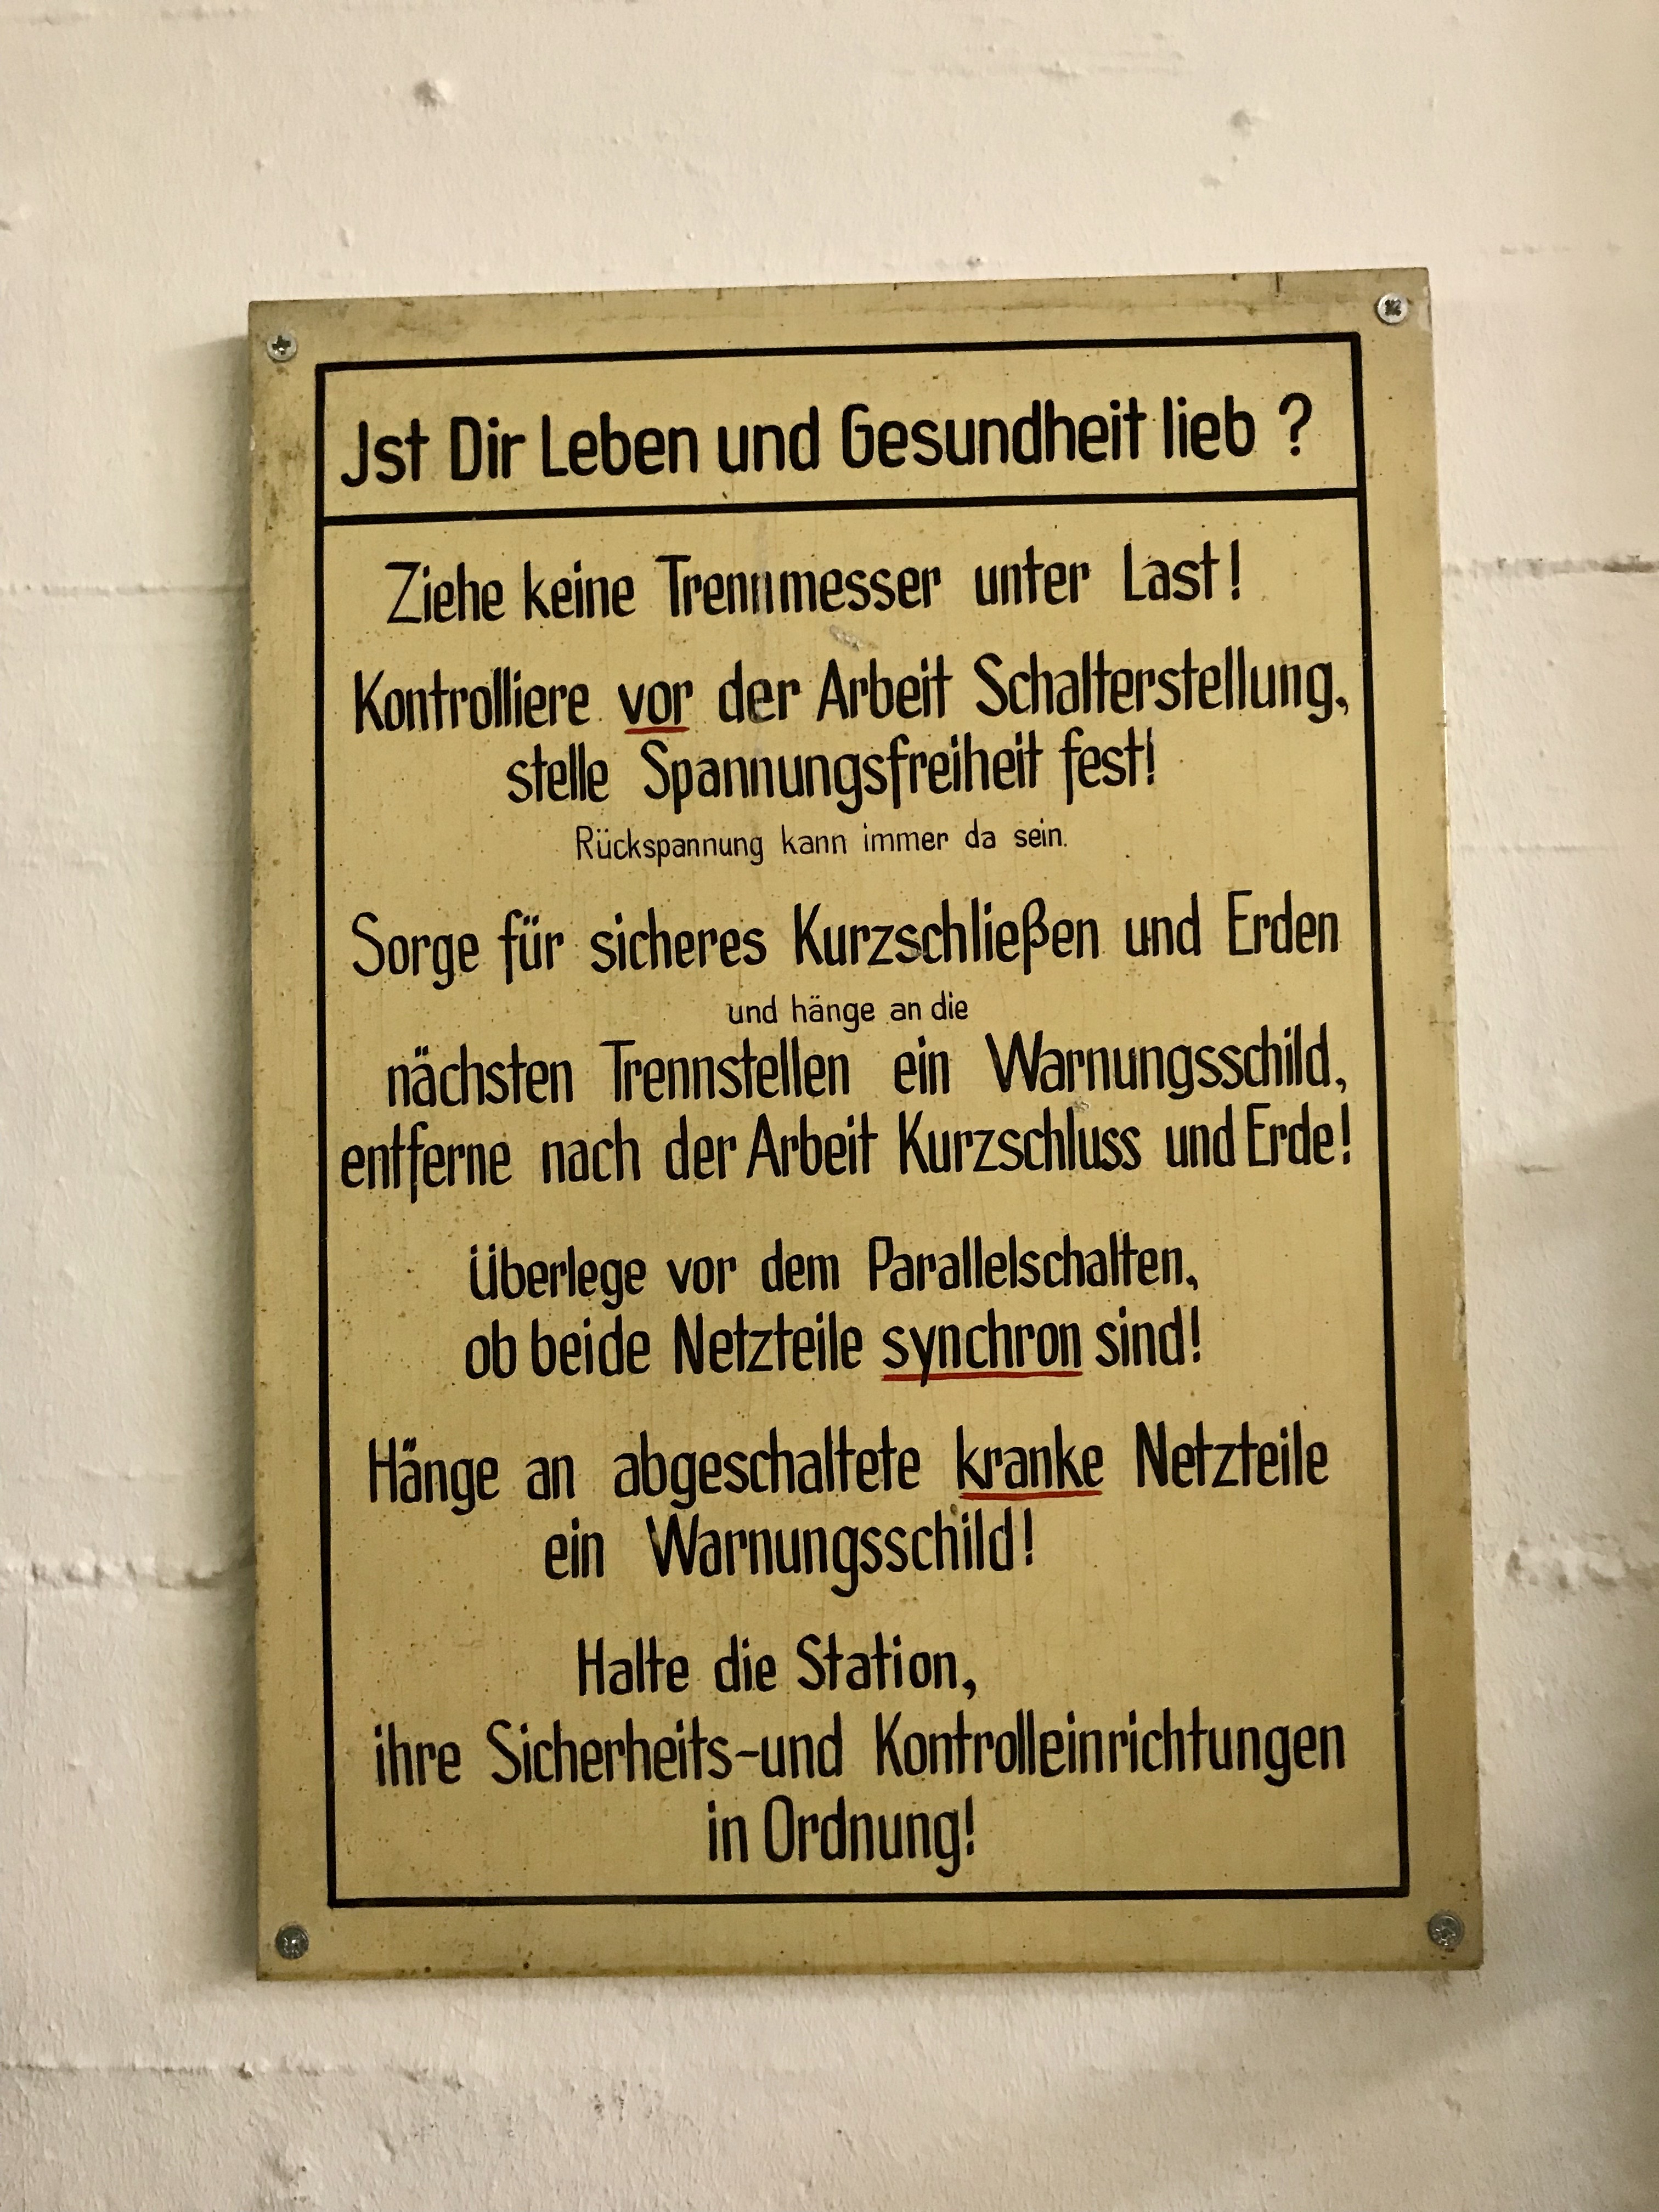 Jst Dir Leben und Gesundheit lieb ?
Ziehe keine Trennmesser unter Last!
Kontrolliere vor der Arbeit Schalterstellung,
stelle Spannungsfreiheit fest!
Rückspannung kann immer da sein.
Sorge für sicheres Kurzschließen und Erden
und hänge an die
nächsten Trennstellen ein Warnungsschild,
entferne nach der Arbeit Kurzschluss und Erde!
Überlege vor dem Parallelschalten,
ob beide Netzteile synchron sind!
Hänge an abgeschaltete kranke Netzteile
ein Warnungsschild!
Halte die Station,
ihre Sicherheits-und Kontrolleinrichtungen
in Ordnung!